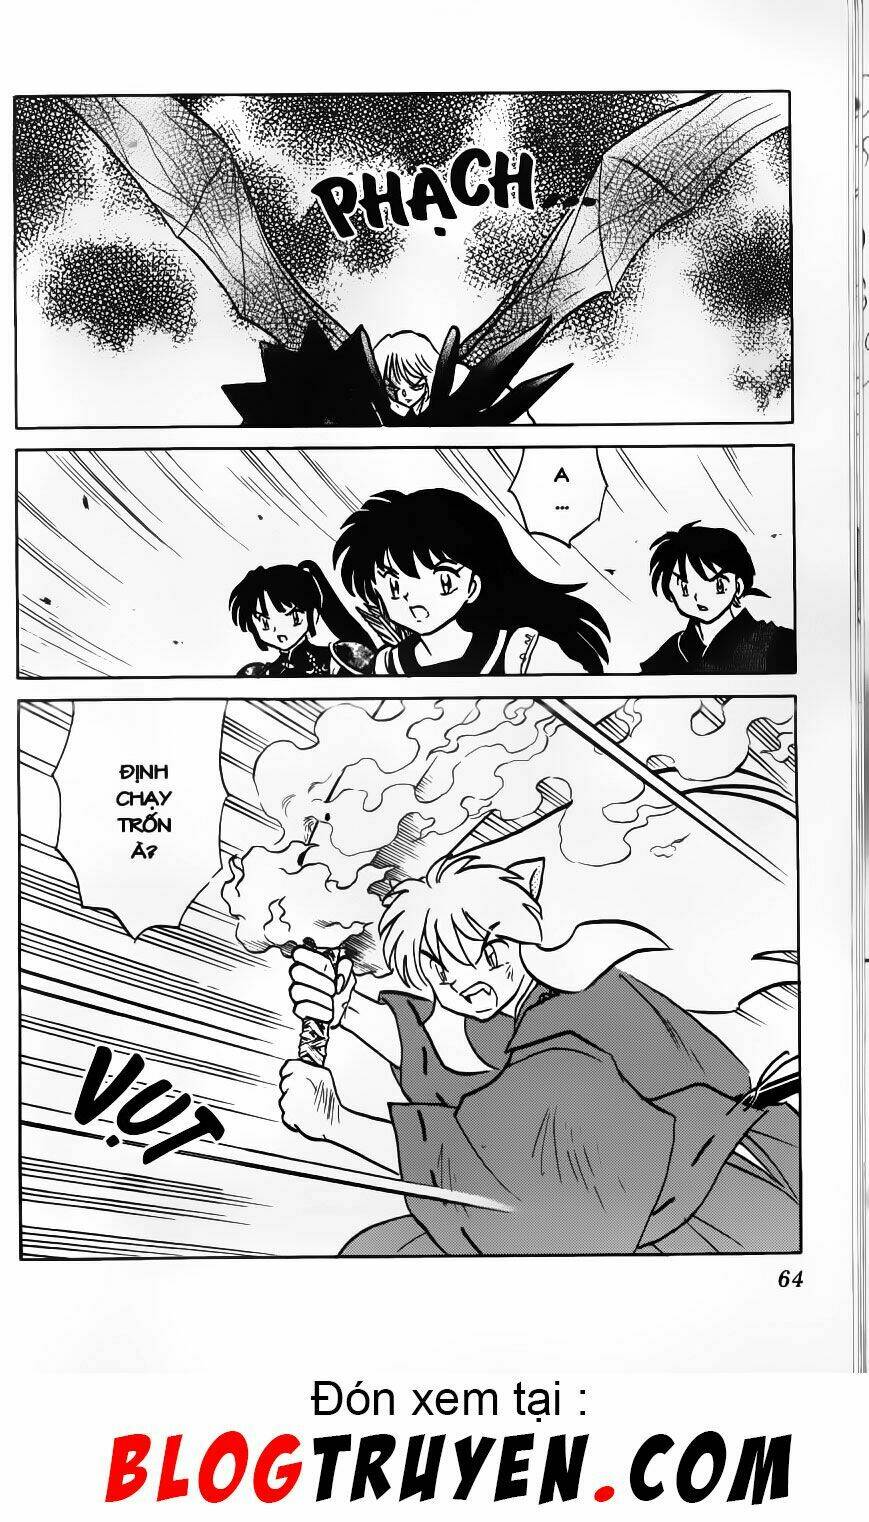 PHẠCH...
A
...
ĐỊNH
CHẠY
TRỐN
À?
VỤT
64
Đón xem tại :
BLOGTRUYEN.COM